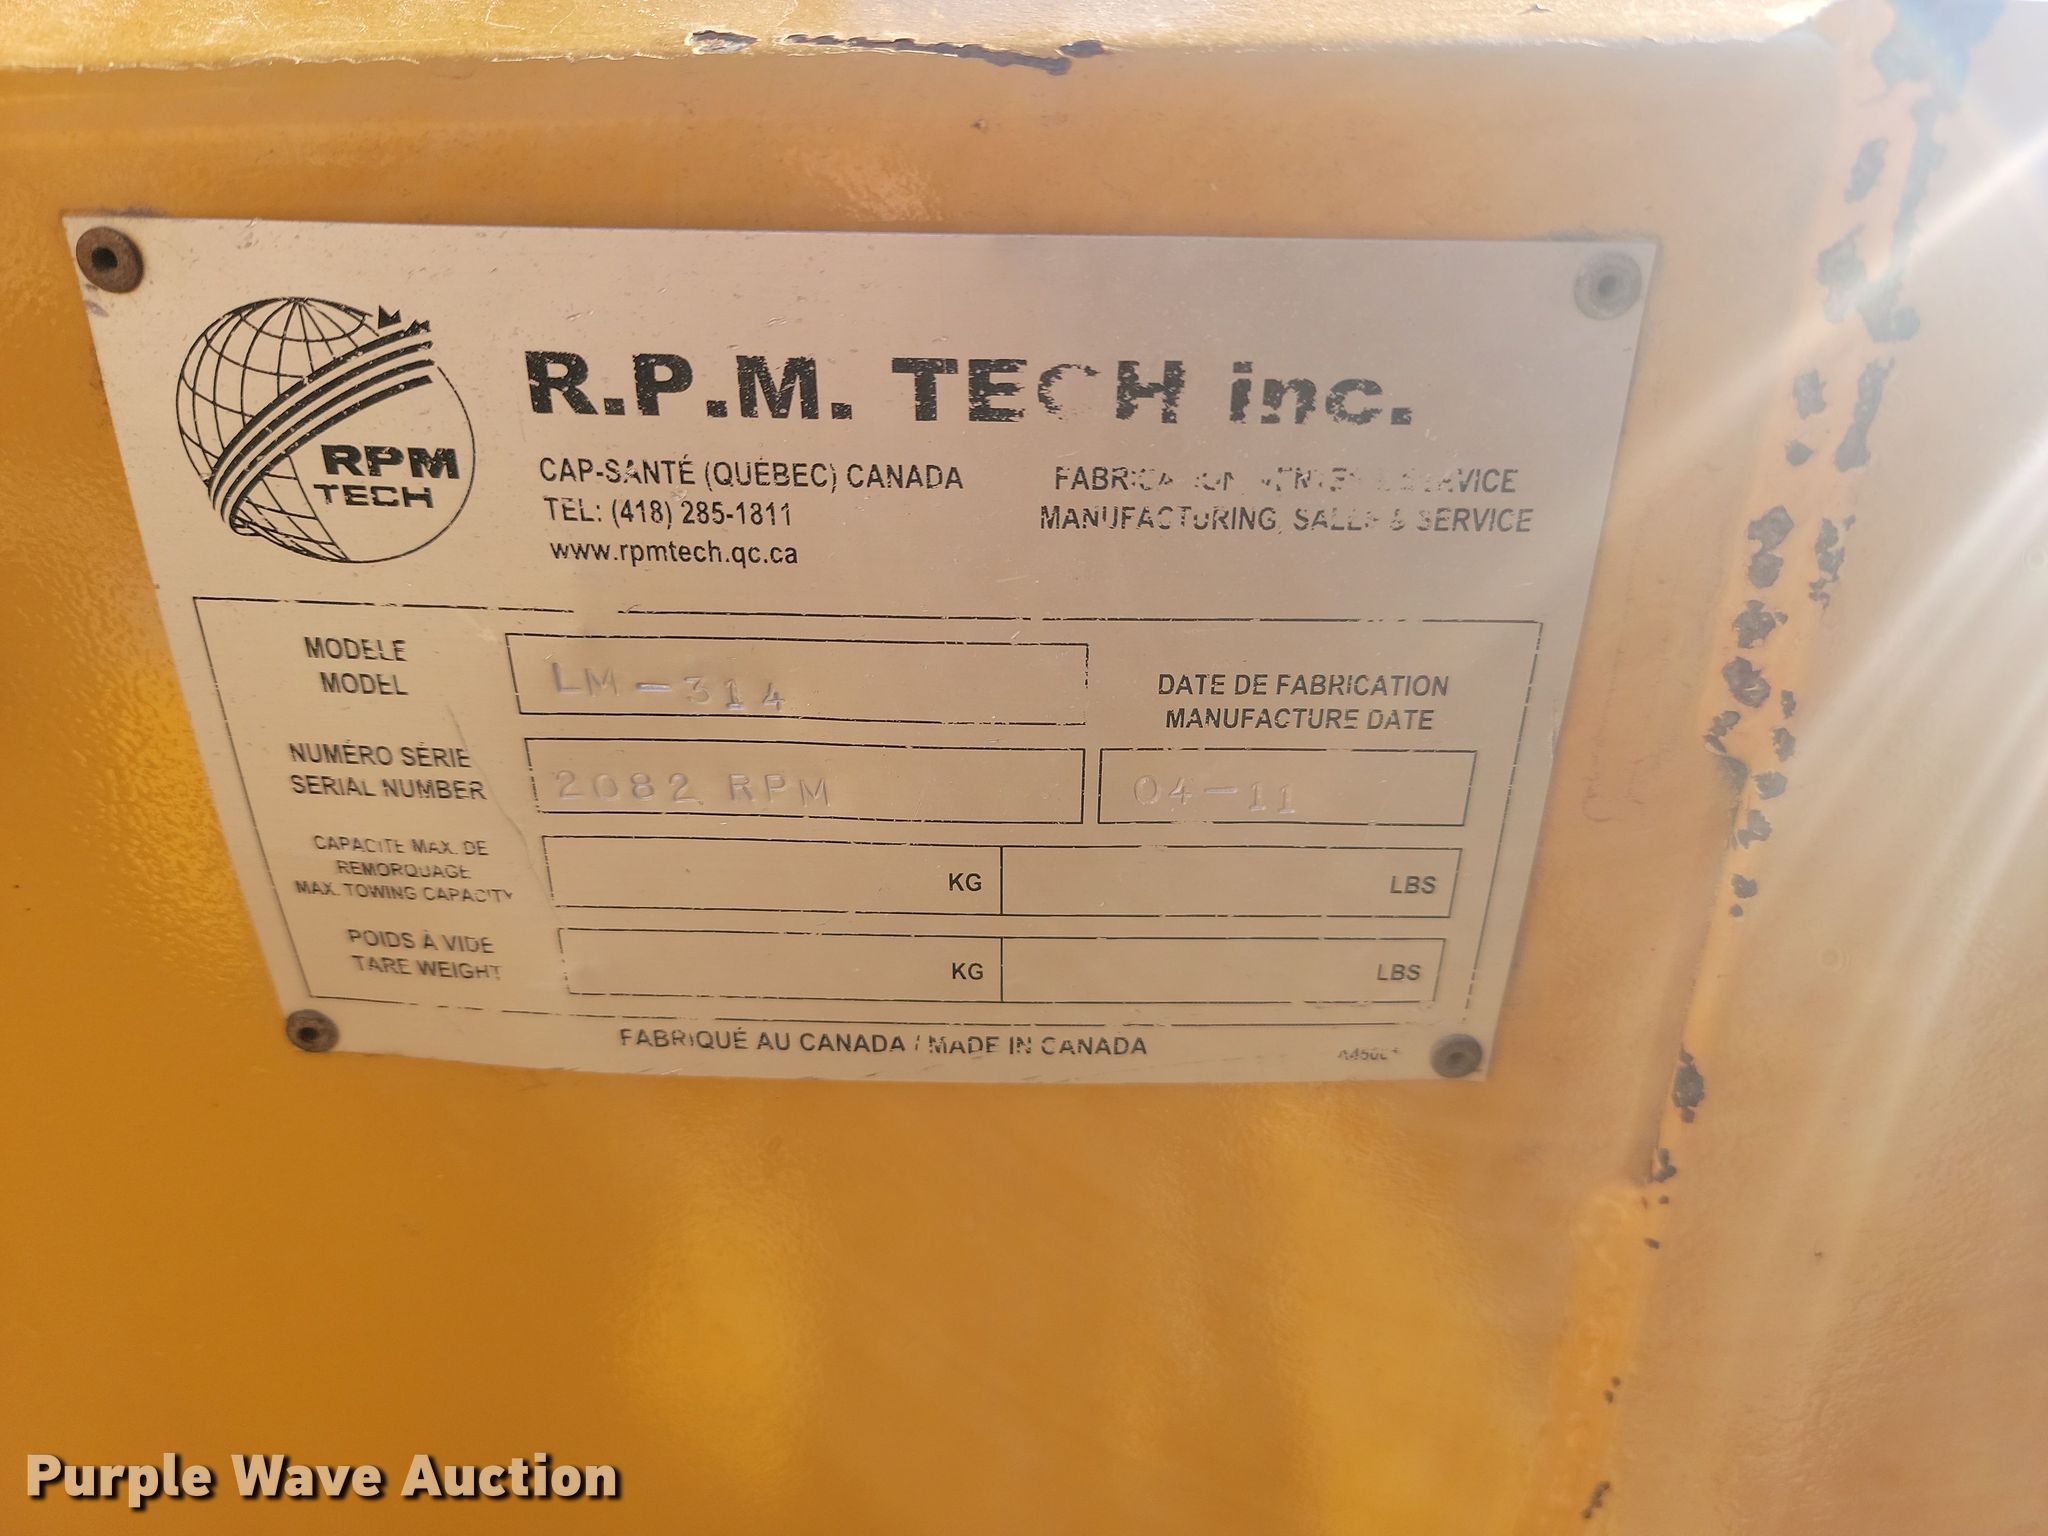 RPM
TECH
R.P.M. TECH inc.
CAP-SANTÉ (QUÉBEC) CANADA
TEL: (418) 285-1811
www.rpmtech.qc.ca
FABRICATION, VENTES & SERVICE
MANUFACTURING, SALES & SERVICE
MODELE
MODEL
LM-314
DATE DE FABRICATION
MANUFACTURE DATE
NUMÉRO SÉRIE
SERIAL NUMBER
2082 RPM
04-11
CAPACITE MAX. DE
REMORQUAGE
MAX. TOWING CAPACITY
KG
LBS
POIDS À VIDE
TARE WEIGHT
KG
LBS
FABRIQUÉ AU CANADA / MADE IN CANADA
Purple Wave Auction